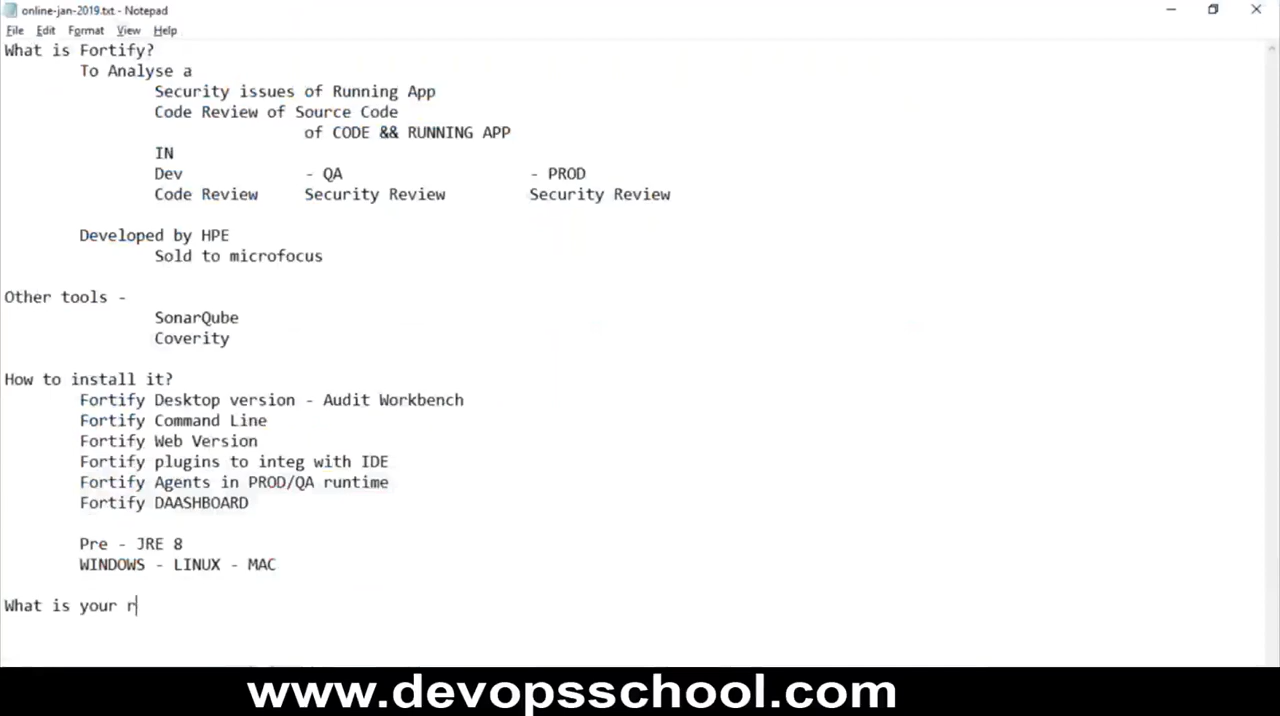 online-jan-2019.txt - Notepad
File Edit Format View Help
What is Fortify?
To Analyse a
Security issues of Running App
Code Review of Source Code
of CODE && RUNNING APP
IN
Dev - QA - PROD
Code Review Security Review Security Review
Developed by HPE
Sold to microfocus
Other tools -
SonarQube
Coverity
How to install it?
Fortify Desktop version - Audit Workbench
Fortify Command Line
Fortify Web Version
Fortify plugins to integ with IDE
Fortify Agents in PROD/QA runtime
Fortify DAASHBOARD
Pre - JRE 8
WINDOWS - LINUX - MAC
What is your r
www.devopsschool.com